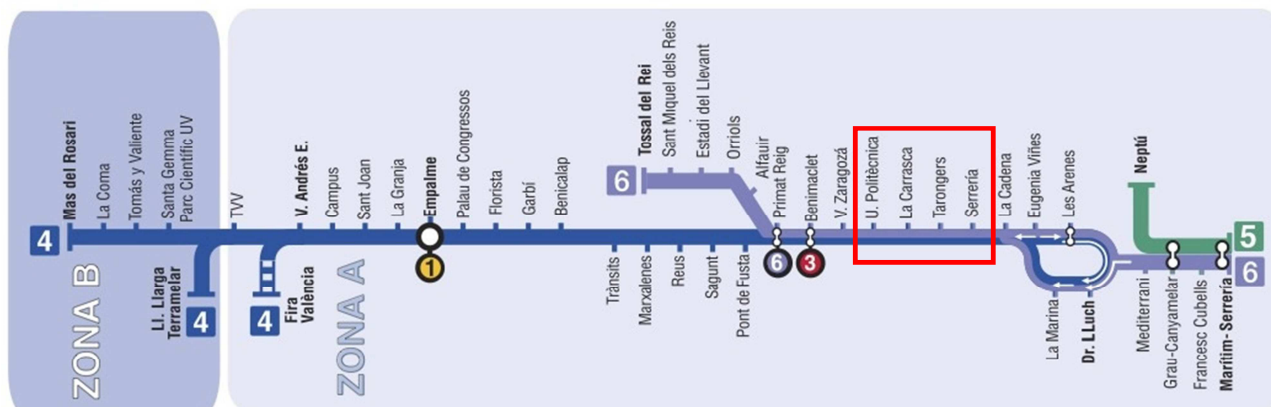 Mas del Rosari
La Coma
Tomás y Valiente
Santa Gemma
Parc Científic UV
TVV
V. Andrés E.
Campus
Sant Joan
La Granja
Empalme
Palau de Congressos
Florista
Garbí
Benicalap
Tossal del Rei
Sant Miquel dels Reis
Estadi del Llevant
Orriols
Alfauir
Primat Reig
Benimaclet
V. Zaragozá
U. Politècnica
La Carrasca
Tarongers
Serrería
La Cadena
Eugenia Viñes
Les Arenes
Neptú
4
6
5
6
1
6
3
Ll. Llarga
Terramelar
4
4
Fira
València
Trànsits
Marxalenes
Reus
Sagunt
Pont de Fusta
La Marina
Dr. LLuch
Mediterrani
Grau-Canyamelar
Francesc Cubells
Marítim-Serrería
ZONA B
ZONA A